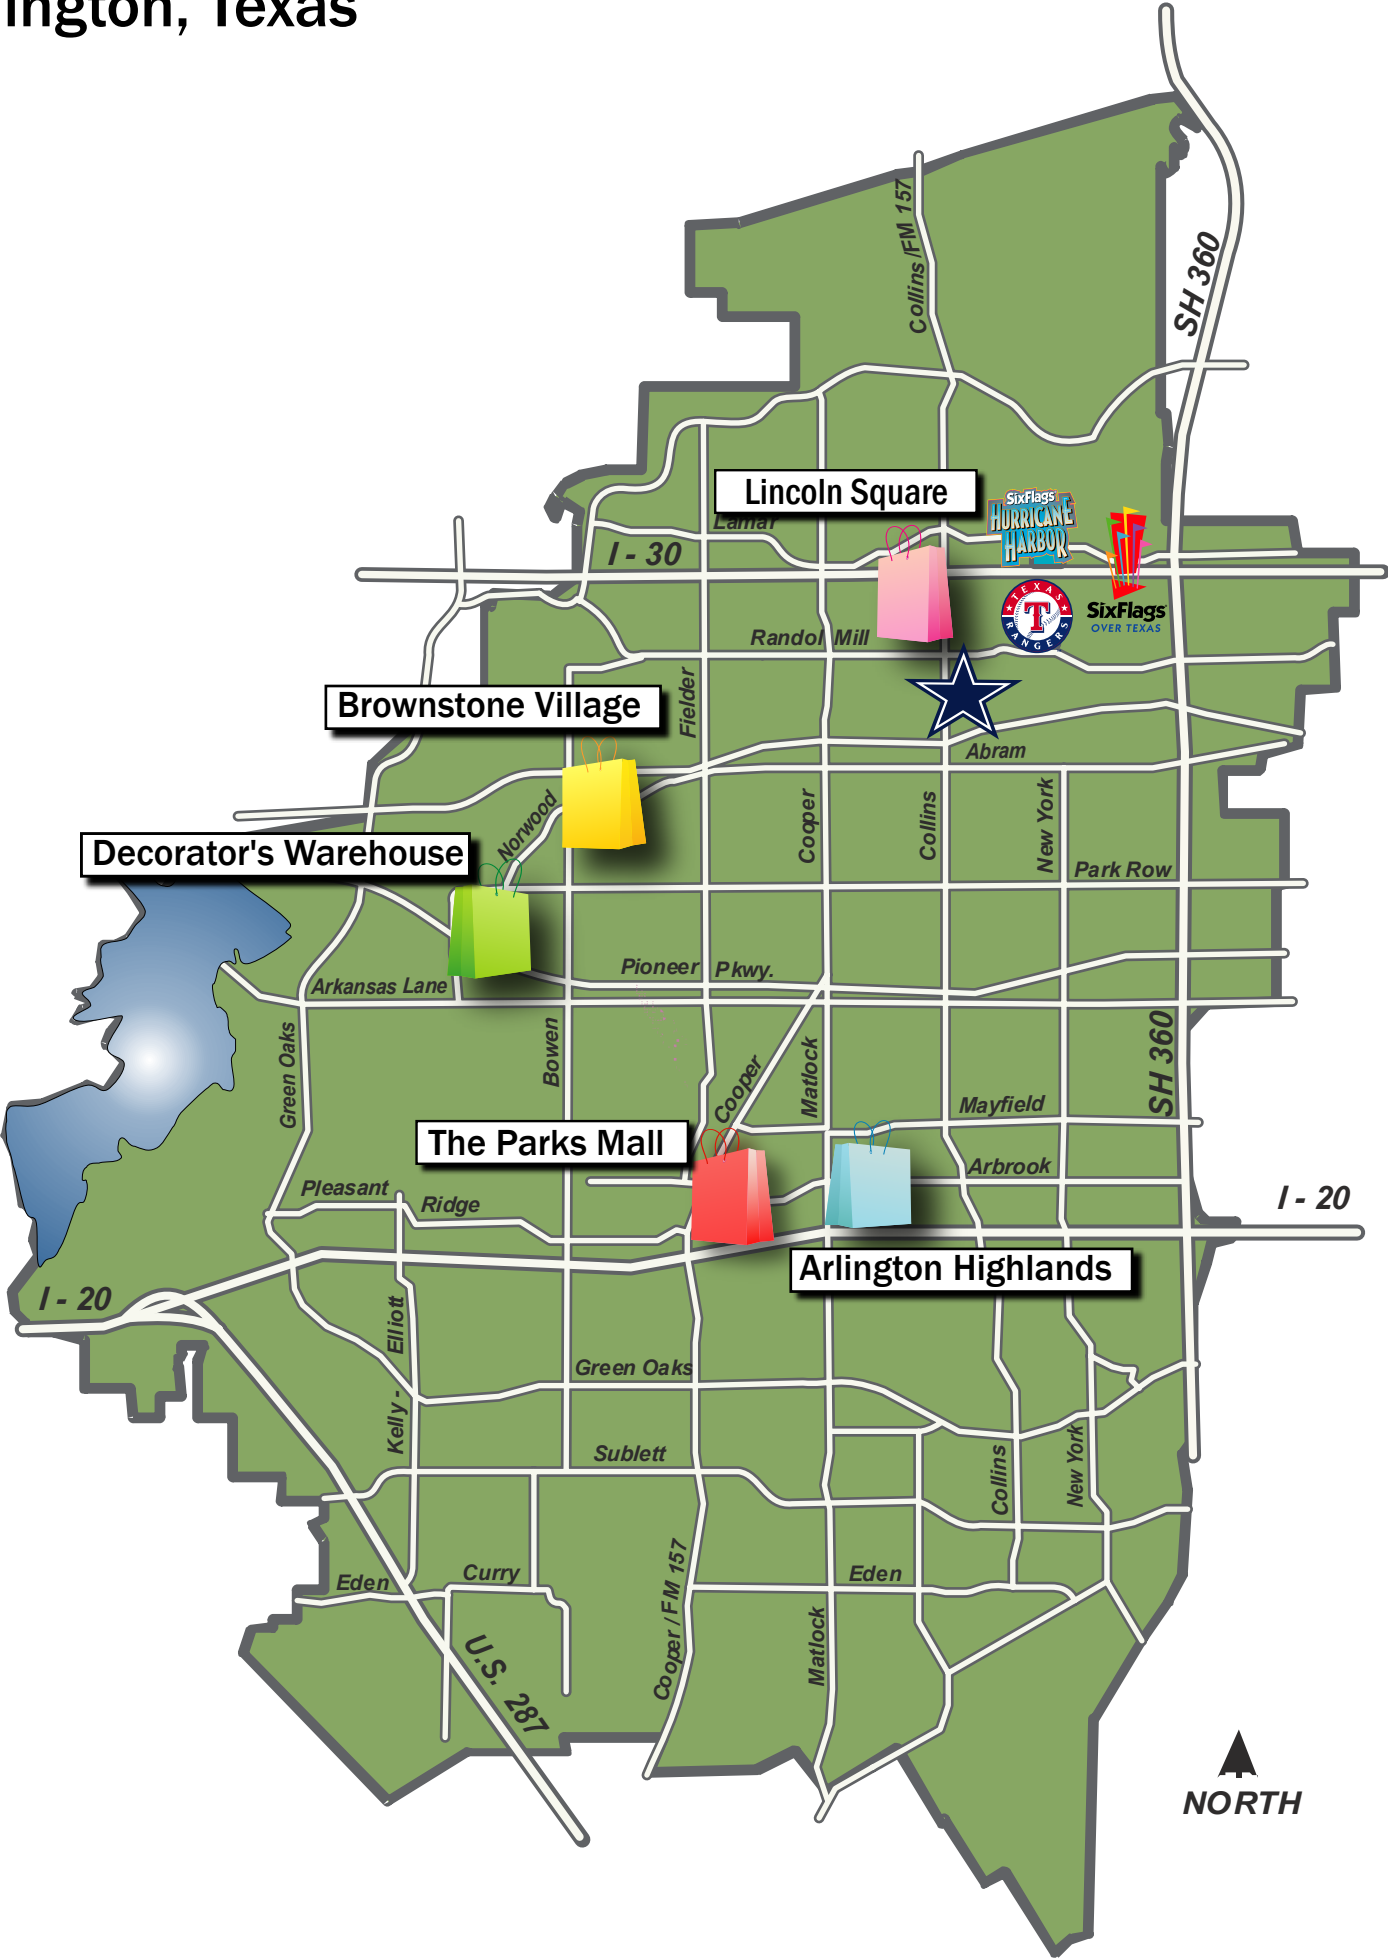 ington, Texas
Collins/FM 157
SH 360
Lincoln Square
SixFlags
HURRICANE
HARBOR
Lamar
I - 30
TEXAS
T
RANGERS
SixFlags
OVER TEXAS
Randol Mill
Fielder
Brownstone Village
Abram
Norwood
Cooper
Collins
New York
Decorator's Warehouse
Park Row
Pioneer Pkwy.
Arkansas Lane
Green Oaks
Bowen
Cooper
Matlock
SH 360
Mayfield
The Parks Mall
Arbrook
Pleasant
Ridge
I - 20
Arlington Highlands
I - 20
Kelly - Elliott
Green Oaks
Sublett
Collins
New York
Eden
Curry
Cooper / FM 157
Eden
Matlock
U.S. 287
NORTH